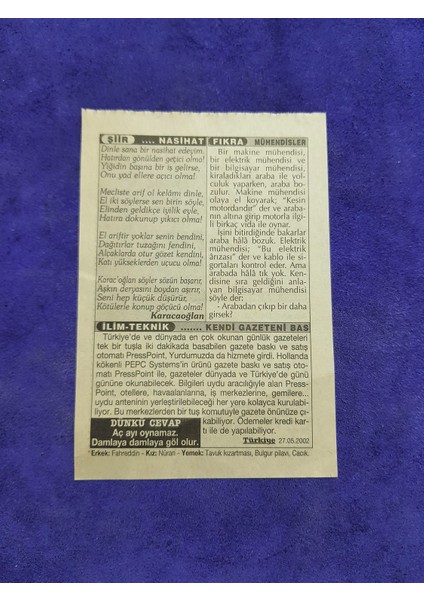 ŞİİR .... NASİHAT
Dinle sana bir nasihat edeyim.
Hatırdan gönülden geçici olma!
Yiğidin başına bir iş gelirse,
Onu yad ellere açıcı olma!
Mecliste arif ol kelâmı dinle,
El iki söylerse sen birin söyle,
Elinden geldikçe iyilik eyle,
Hatıra dokunup yıkıcı olma!
El ariftir yoklar senin bendini,
Dağıtırlar tuzağını fendini,
Alçaklarda otur gözet kendini,
Katı yükseklerden uçucu olma!
Karac'oğlan söyler sözün başarır,
Aşkın deryasını boydan aşırır,
Seni hep küçük düşürür,
Kötülerle konup göçücü olma!
Karacaoğlan
FIKRA MÜHENDİSLER
Bir makine mühendisi,
bir elektrik mühendisi ve
bir bilgisayar mühendisi,
kiraladıkları araba ile yol-
culuk yaparken, araba bo-
zulur. Makine mühendisi
olaya el koyarak; "Kesin
motordandır" der ve araba-
nın altına girip motorla ilgi-
li birkaç vida ile oynar.
İşini bitirdiğinde bakarlar
araba hâlâ bozuk. Elektrik
mühendisi; "Bu elektrik
ârızası" der ve kablo ile si-
gortaları kontrol eder. Ama
arabada hâlâ tık yok. Ken-
disine sıra geldiğini anla-
yan bilgisayar mühendisi
şöyle der:
- Arabadan çıkıp bir daha
girsek?
İLİM-TEKNİK ....... KENDİ GAZETENİ BAS
Türkiye'de ve dünyada en çok okunan günlük gazeteleri
tek bir tuşla iki dakikada basabilen gazete baskı ve satış
otomatı PressPoint, Yurdumuzda da hizmete girdi. Hollanda
kökenli PEPC Systems'in ürünü gazete baskı ve satış oto-
matı PressPoint ile, gazeteler dünyada ve Türkiye'de günü
gününe okunabilecek. Bilgileri uydu aracılığıyla alan Press-
Point, otellere, havaalanlarına, iş merkezlerine, gemilere...
uydu anteninin yerleştirilebileceği her yere kolayca kurulabi-
liyor. Bu merkezlerden bir tuş komutuyla gazete önünüze çı-
kabiliyor. Ödemeler kredi kar-
tı ile de yapılabiliyor.
DÜNKÜ CEVAP
Aç ayı oynamaz.
Damlaya damlaya göl olur.
Türkiye 27.05.2002
* Erkek: Fahreddin - Kız: Nûran - Yemek: Tavuk kızartması, Bulgur pilavı, Cacık.